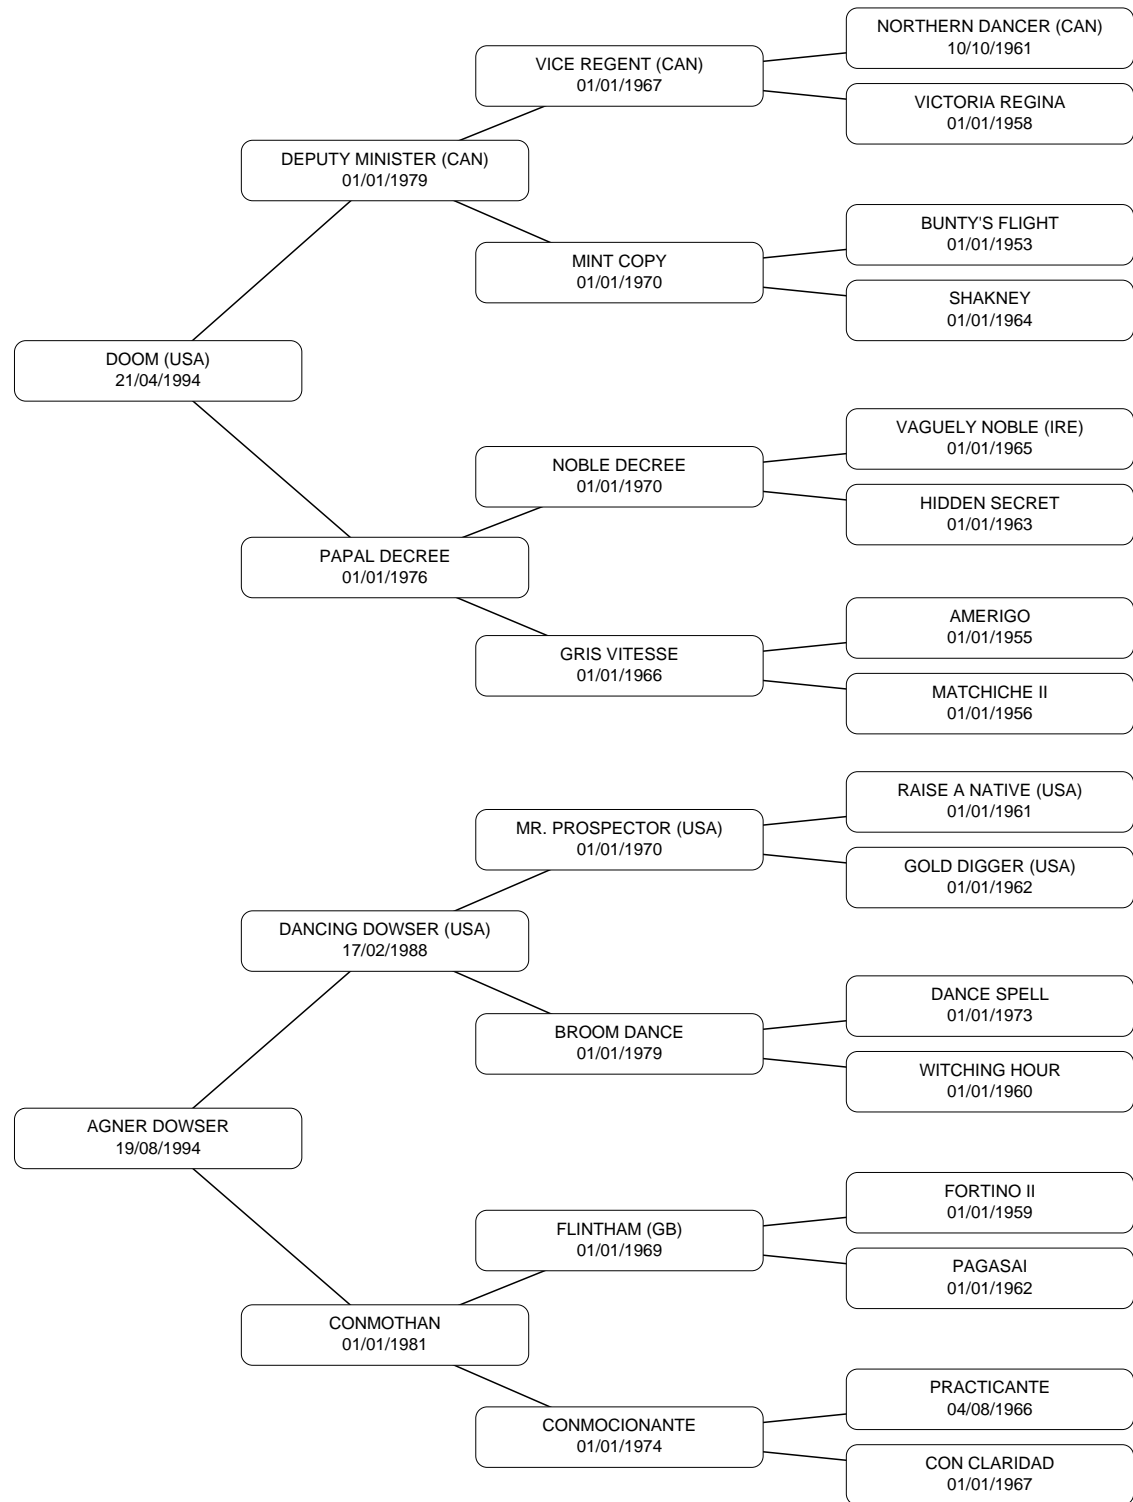 NORTHERN DANCER (CAN)
10/10/1961
VICE REGENT (CAN)
01/01/1967
VICTORIA REGINA
01/01/1958
DEPUTY MINISTER (CAN)
01/01/1979
BUNTY'S FLIGHT
01/01/1953
MINT COPY
01/01/1970
SHAKNEY
01/01/1964
DOOM (USA)
21/04/1994
VAGUELY NOBLE (IRE)
01/01/1965
NOBLE DECREE
01/01/1970
HIDDEN SECRET
01/01/1963
PAPAL DECREE
01/01/1976
AMERIGO
01/01/1955
GRIS VITESSE
01/01/1966
MATCHICHE II
01/01/1956
RAISE A NATIVE (USA)
01/01/1961
MR. PROSPECTOR (USA)
01/01/1970
GOLD DIGGER (USA)
01/01/1962
DANCING DOWSER (USA)
17/02/1988
DANCE SPELL
01/01/1973
BROOM DANCE
01/01/1979
WITCHING HOUR
01/01/1960
AGNER DOWSER
19/08/1994
FORTINO II
01/01/1959
FLINTHAM (GB)
01/01/1969
PAGASAI
01/01/1962
CONMOTHAN
01/01/1981
PRACTICANTE
04/08/1966
CONMOCIONANTE
01/01/1974
CON CLARIDAD
01/01/1967